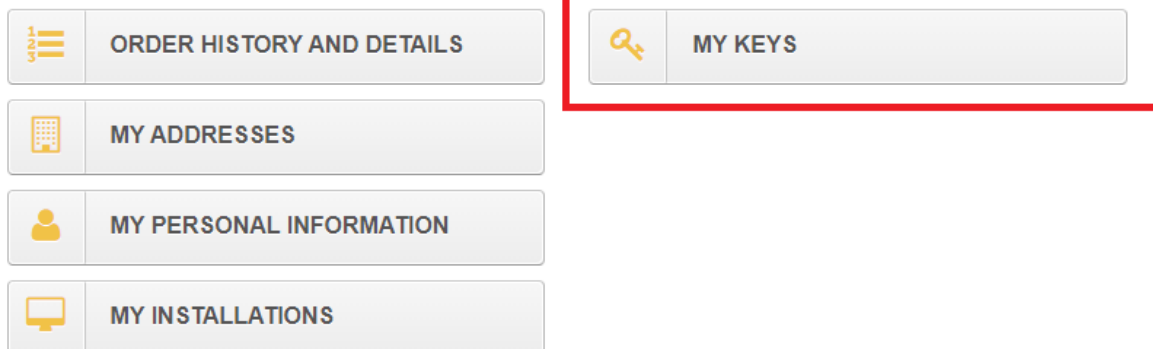 ORDER HISTORY AND DETAILS
MY KEYS
MY ADDRESSES
MY PERSONAL INFORMATION
MY INSTALLATIONS